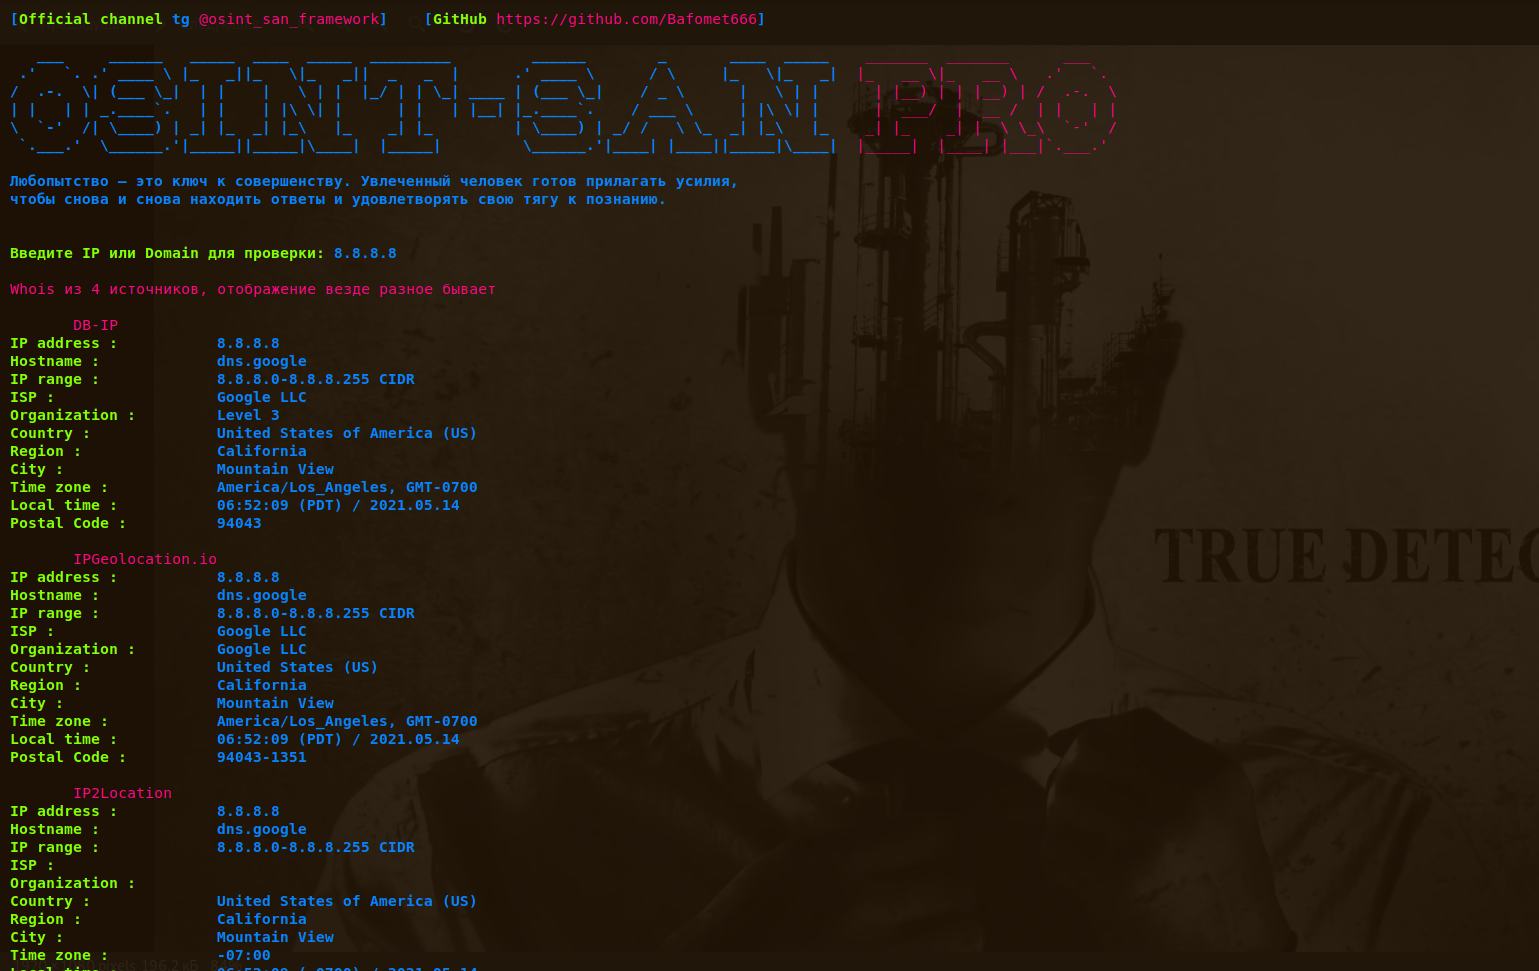 [Official channel tg @osint_san_framework]    [GitHub https://github.com/Bafomet666]
OSINT-SAN PRO
Любопытство — это ключ к совершенству. Увлеченный человек готов прилагать усилия,
чтобы снова и снова находить ответы и удовлетворять свою тягу к познанию.
Введите IP или Domain для проверки: 8.8.8.8
Whois из 4 источников, отображение везде разное бывает
DB-IP
IP address : 8.8.8.8
Hostname : dns.google
IP range : 8.8.8.0-8.8.8.255 CIDR
ISP : Google LLC
Organization : Level 3
Country : United States of America (US)
Region : California
City : Mountain View
Time zone : America/Los_Angeles, GMT-0700
Local time : 06:52:09 (PDT) / 2021.05.14
Postal Code : 94043
IPGeolocation.io
IP address : 8.8.8.8
Hostname : dns.google
IP range : 8.8.8.0-8.8.8.255 CIDR
ISP : Google LLC
Organization : Google LLC
Country : United States (US)
Region : California
City : Mountain View
Time zone : America/Los_Angeles, GMT-0700
Local time : 06:52:09 (PDT) / 2021.05.14
Postal Code : 94043-1351
TRUE DETEC
IP2Location
IP address : 8.8.8.8
Hostname : dns.google
IP range : 8.8.8.0-8.8.8.255 CIDR
ISP :
Organization :
Country : United States of America (US)
Region : California
City : Mountain View
Time zone : -07:00